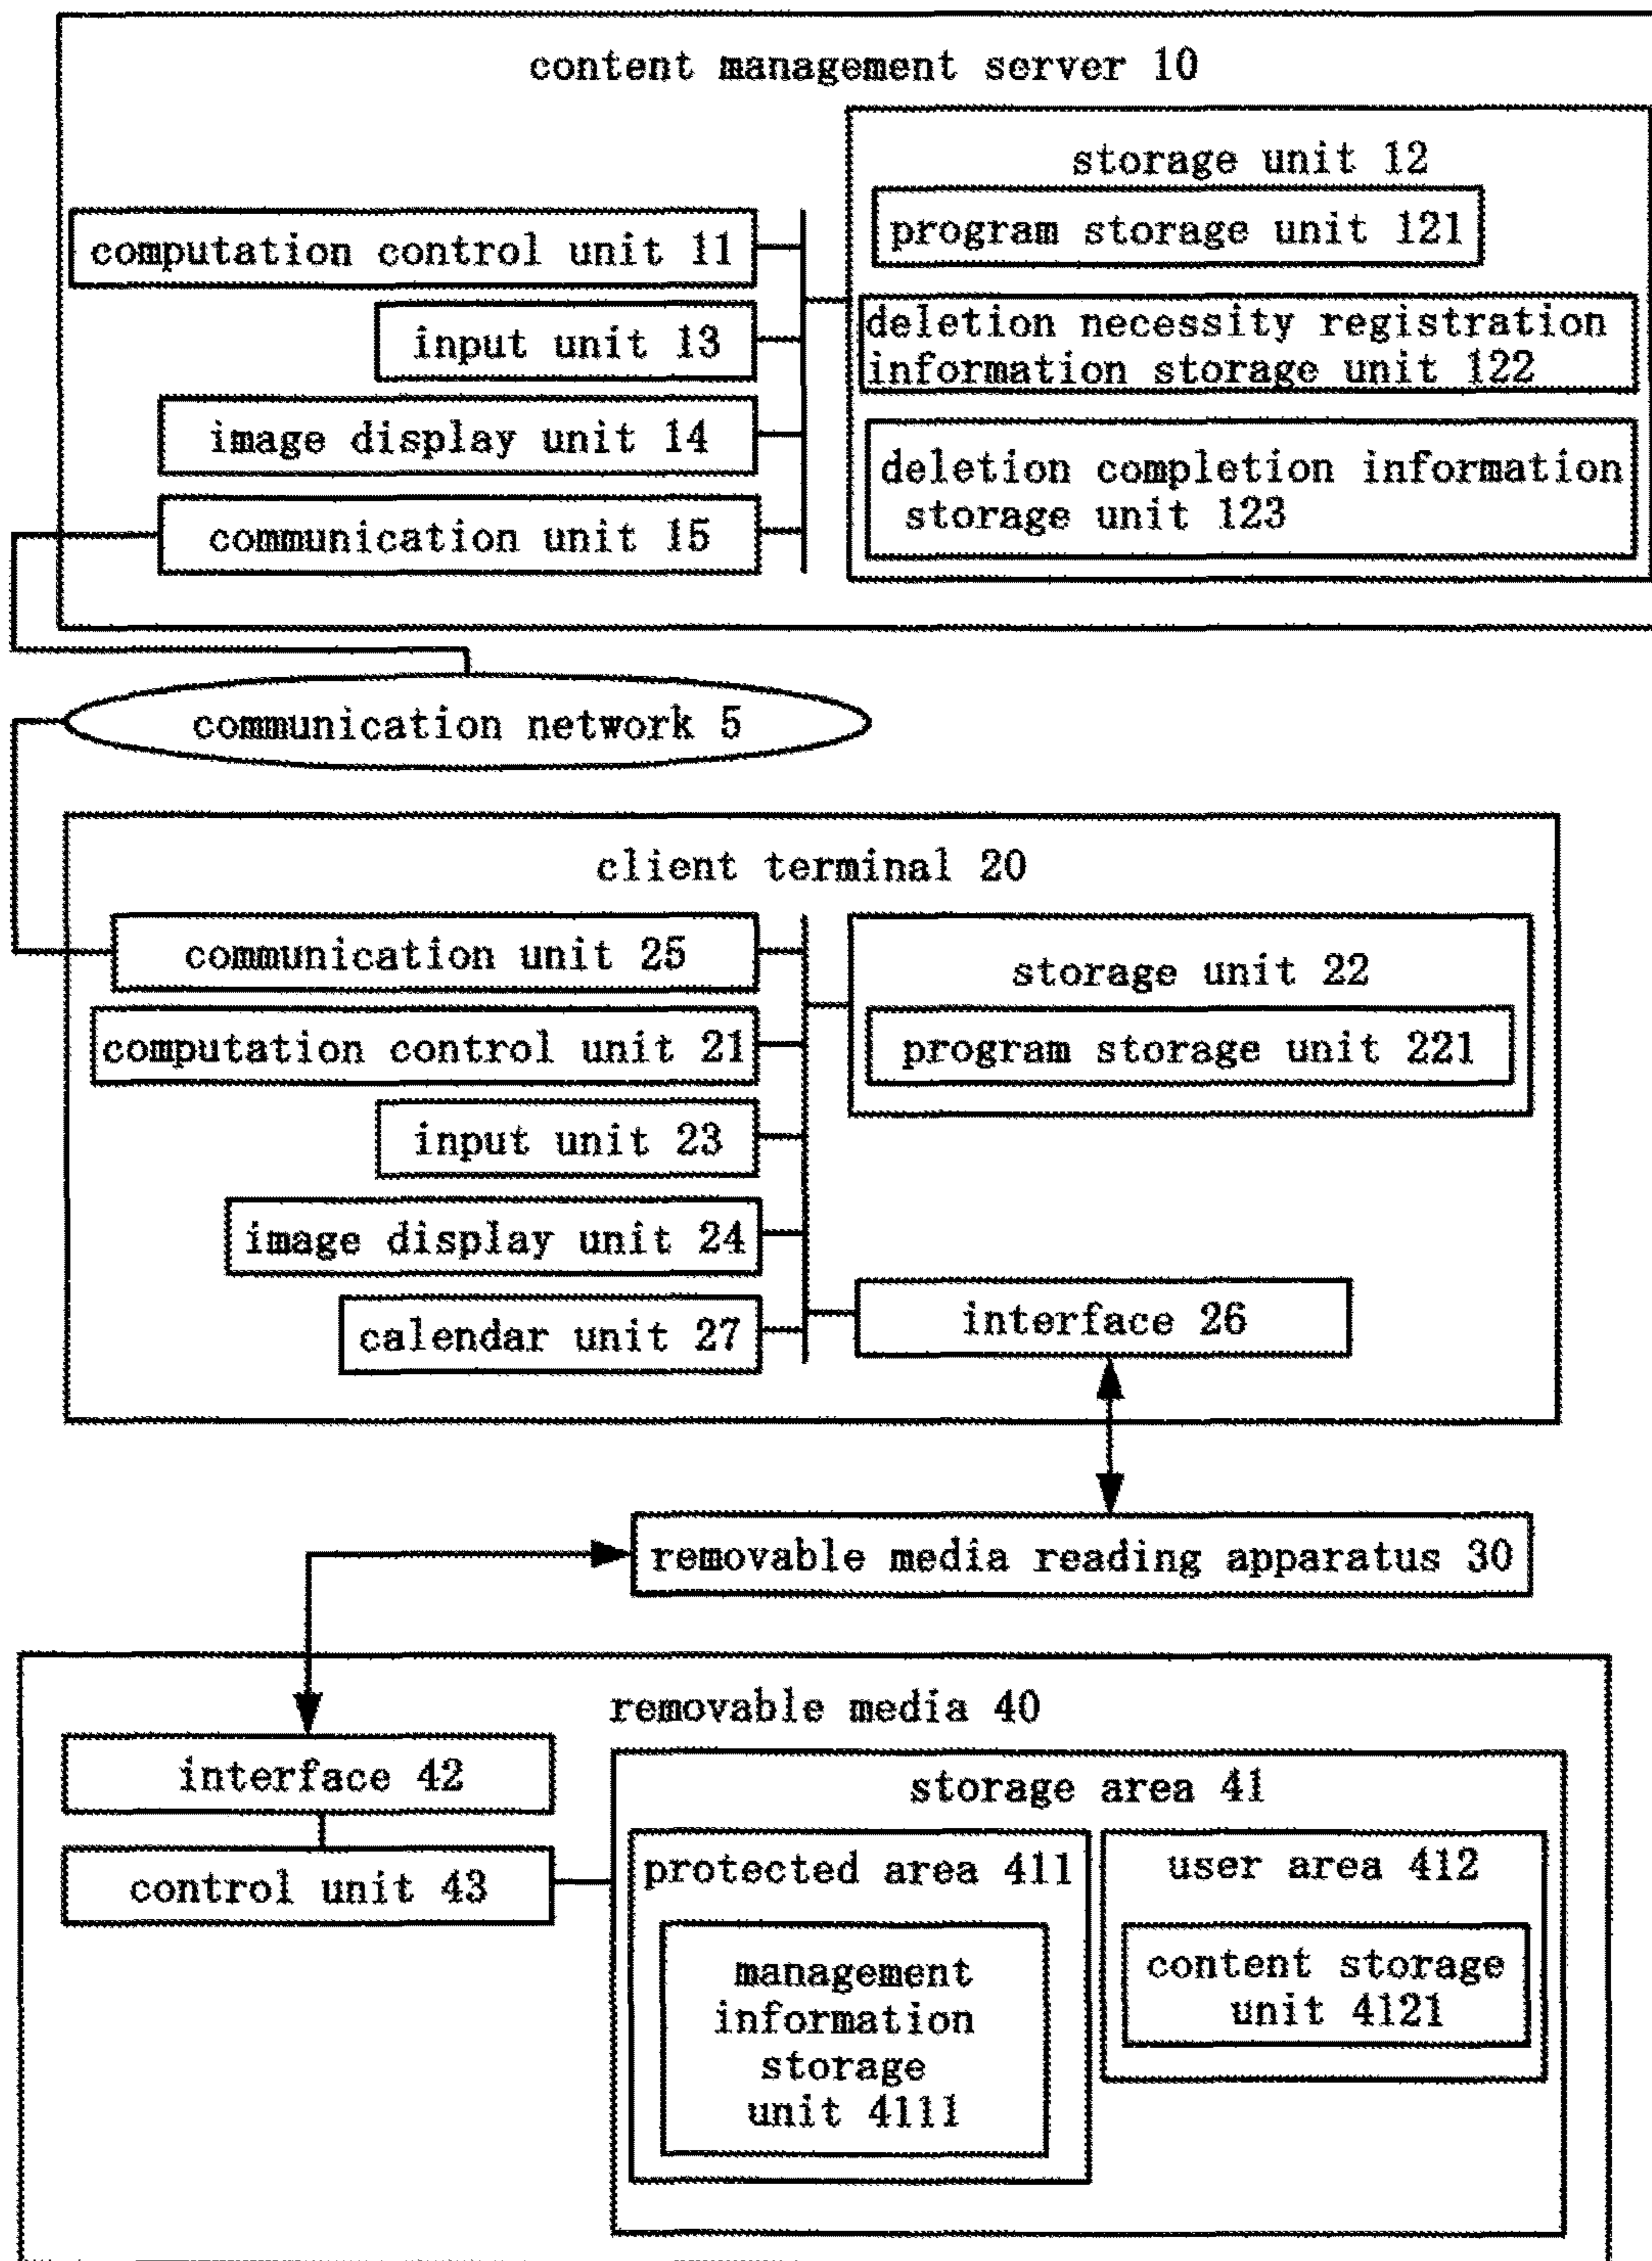 content management server 10
storage unit 12
program storage unit 121
computation control unit 11
input unit 13
deletion necessity registration
information storage unit 122
image display unit 14
deletion completion information
storage unit 123
communication unit 15
communication network 5
client terminal 20
communication unit 25
storage unit 22
computation control unit 21
program storage unit 221
input unit 23
image display unit 24
interface 26
calendar unit 27
removable media reading apparatus 30
removable media 40
interface 42
storage area 41
protected area 411
user area 412
control unit 43
management
information
storage
unit 4111
content storage
unit 4121